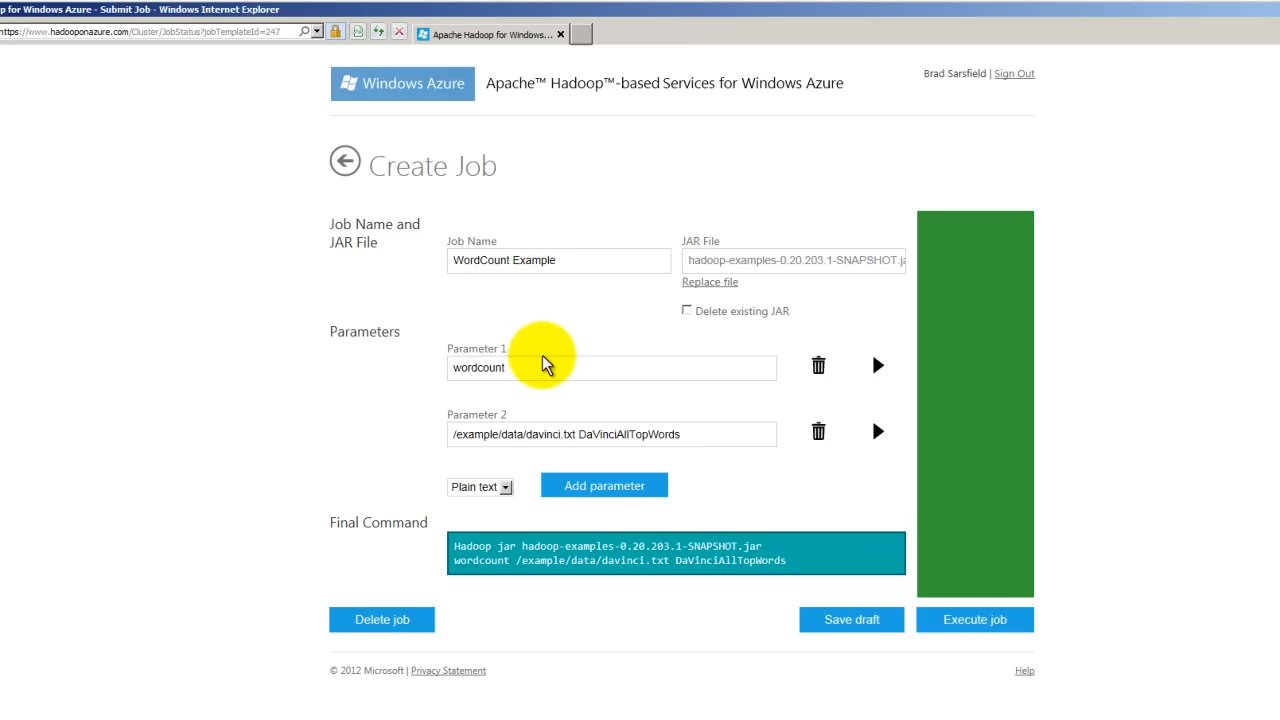 p for Windows Azure - Submit Job - Windows Internet Explorer
https://www.hadooponazure.com/Cluster/JobStatus?jobTemplateId=247
Apache Hadoop for Windows...
Windows Azure
Apache™ Hadoop™-based Services for Windows Azure
Brad Sarsfield | Sign Out
Create Job
Job Name and
JAR File
Job Name
JAR File
WordCount Example
hadoop-examples-0.20.203.1-SNAPSHOT.ja
Replace file
Delete existing JAR
Parameters
Parameter 1
wordcount
Parameter 2
/example/data/davinci.txt DaVinciAllTopWords
Plain text
Add parameter
Final Command
Hadoop jar hadoop-examples-0.20.203.1-SNAPSHOT.jar
wordcount /example/data/davinci.txt DaVinciAllTopWords
Delete job
Save draft
Execute job
© 2012 Microsoft | Privacy Statement
Help